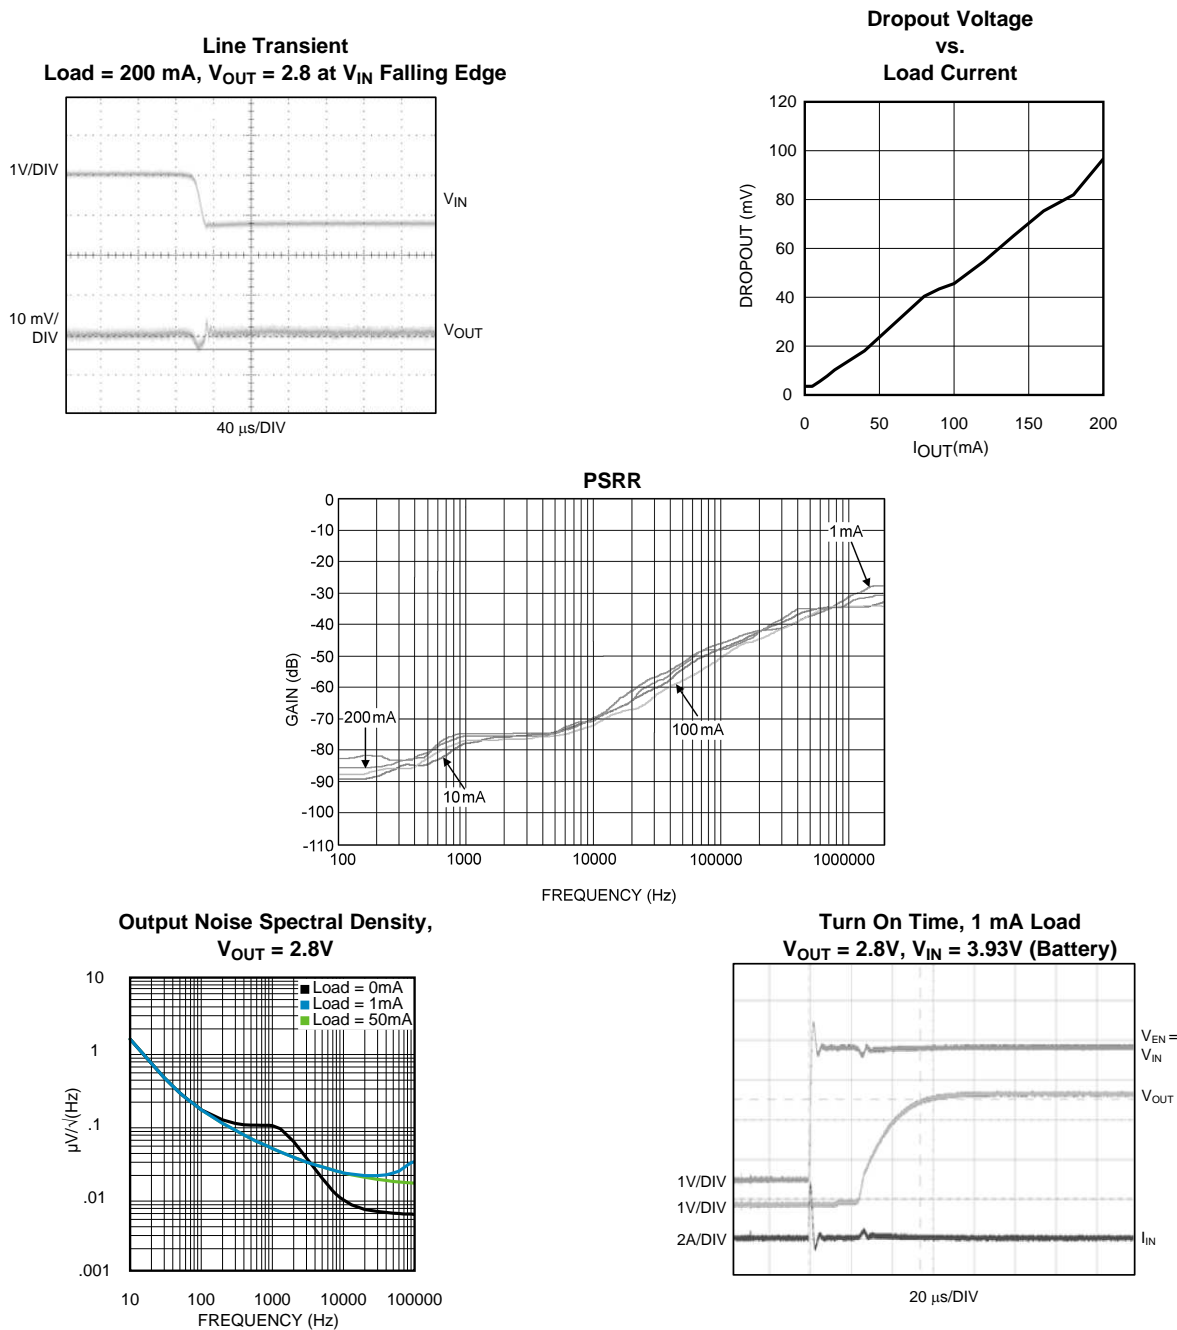 Line Transient
Load = 200 mA, VOUT = 2.8 at VIN Falling Edge
1V/DIV
VIN
10 mV/
DIV
VOUT
40 µs/DIV
Dropout Voltage
vs.
Load Current
DROPOUT (mV)
120
100
80
60
40
20
0
0 50 100 150 200
IOUT(mA)
PSRR
GAIN (dB)
0
-10
-20
-30
-40
-50
-60
-70
-80
-90
-100
-110
1 mA
200 mA
100 mA
10 mA
100 1000 10000 100000 1000000
FREQUENCY (Hz)
Output Noise Spectral Density,
VOUT = 2.8V
µV/√(Hz)
10
1
.1
.01
.001
Load = 0mA
Load = 1mA
Load = 50mA
10 100 1000 10000 100000
FREQUENCY (Hz)
Turn On Time, 1 mA Load
VOUT = 2.8V, VIN = 3.93V (Battery)
VEN =
VIN
VOUT
1V/DIV
1V/DIV
2A/DIV
IIN
20 µs/DIV